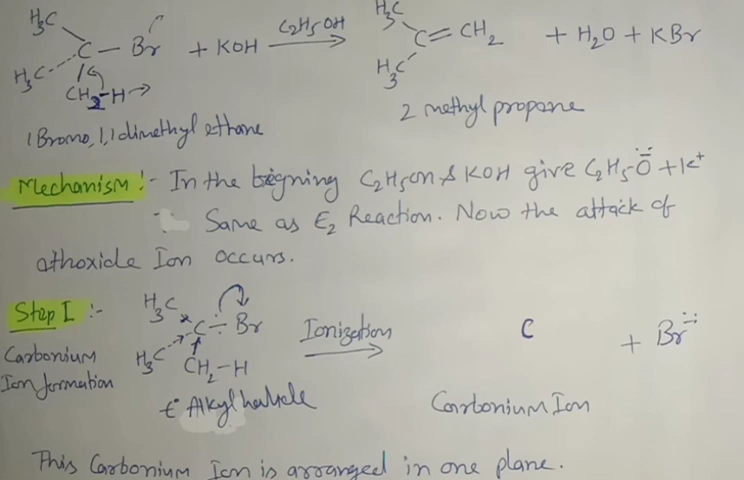 H3C H3C
C — Br + KOH C2H5OH C=CH2 + H2O + KBr
H3C H3C
CH2-H
1 Bromo, 1,1 dimethyl ethane 2 methyl propane
Mechanism :- In the begning C2H5OH & KOH give C2H5-Ö + K+
Same as E2 Reaction. Now the attack of
athoxide Ion occurs.
Step I :- H3C
C ÷ Br Ionization C + Br
Carbonium H3C CH2-H
Ion formation
t° Alkyl halide Carbonium Ion
This Carbonium Ion is arranged in one plane.